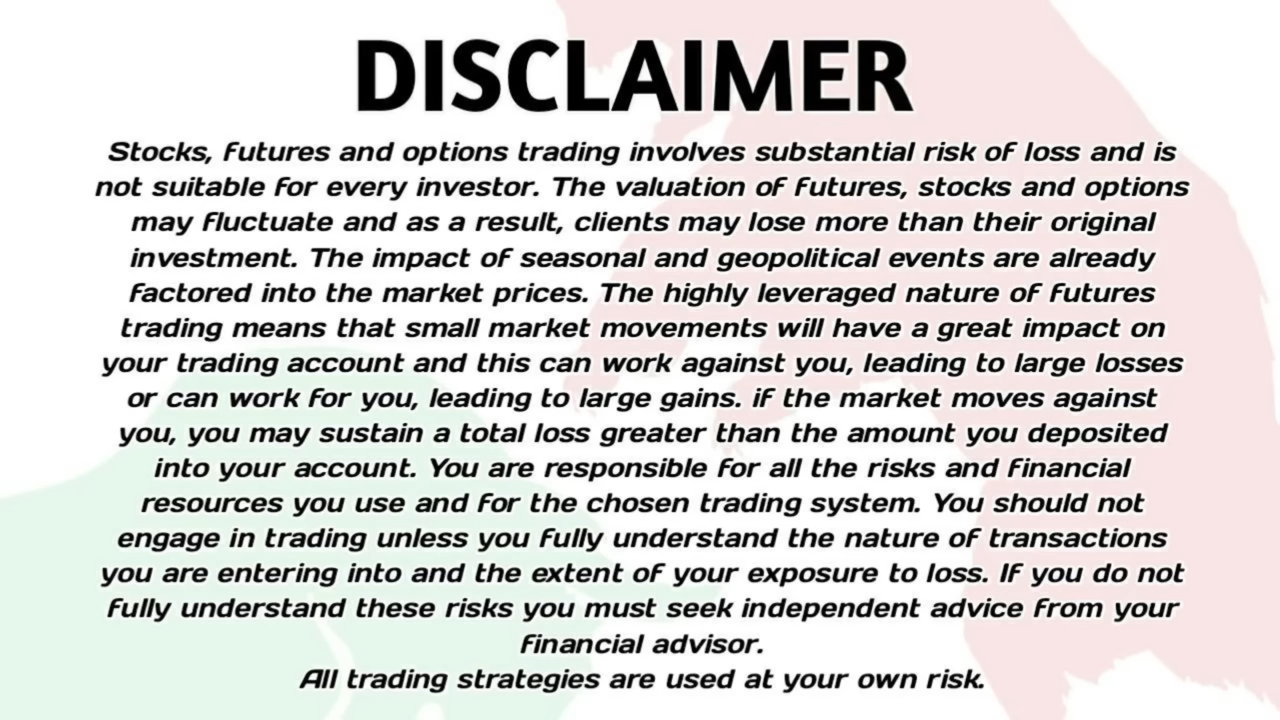 DISCLAIMER
Stocks, futures and options trading involves substantial risk of loss and is
not suitable for every investor. The valuation of futures, stocks and options
may fluctuate and as a result, clients may lose more than their original
investment. The impact of seasonal and geopolitical events are already
factored into the market prices. The highly leveraged nature of futures
trading means that small market movements will have a great impact on
your trading account and this can work against you, leading to large losses
or can work for you, leading to large gains. if the market moves against
you, you may sustain a total loss greater than the amount you deposited
into your account. You are responsible for all the risks and financial
resources you use and for the chosen trading system. You should not
engage in trading unless you fully understand the nature of transactions
you are entering into and the extent of your exposure to loss. If you do not
fully understand these risks you must seek independent advice from your
financial advisor.
All trading strategies are used at your own risk.